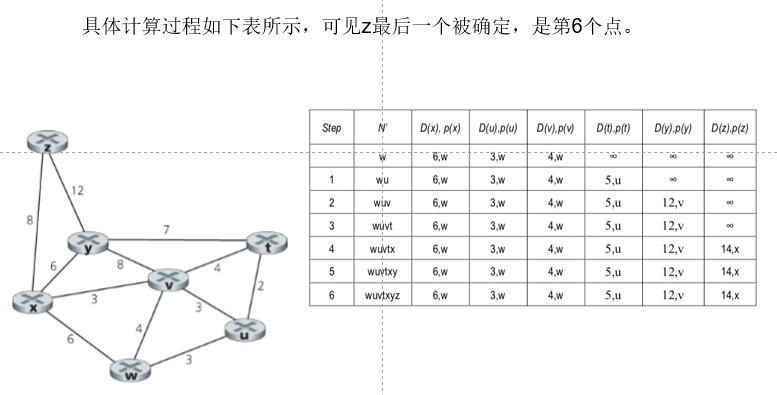 具体计算过程如下表所示，可见z最后一个被确定，是第6个点。
Step N' D(x), p(x) D(u),p(u) D(v),p(v) D(t),p(t) D(y),p(y) D(z),p(z)
w 6,w 3,w 4,w ∞ ∞ ∞
1 wu 6,w 3,w 4,w 5,u ∞ ∞
2 wuv 6,w 3,w 4,w 5,u 12,v ∞
3 wuvt 6,w 3,w 4,w 5,u 12,v ∞
4 wuvtx 6,w 3,w 4,w 5,u 12,v 14,x
5 wuvtxy 6,w 3,w 4,w 5,u 12,v 14,x
6 wuvtxyz 6,w 3,w 4,w 5,u 12,v 14,x
z
12
8
7
y
t
6
8
4
v
2
x
3
3
u
6
4
3
w